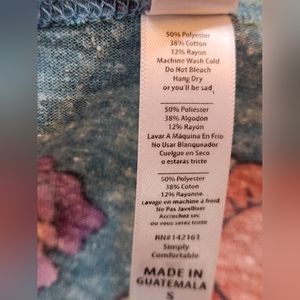 50% Polyester
38% Cotton
12% Rayon
Machine Wash Cold
Do Not Bleach
Hang Dry
or you'll be sad
50% Poliéster
38% Algodón
12% Rayón
Lavar A Máquina En Frío
No Usar Blanqueador
Cuelgue en Seco
o estarás triste
50% Polyester
38% Coton
12% Rayonne
Lavage en machine à froid
Ne Pas Javelliser
Accrochez sec
ou vous serez triste
RN#142161
Simply
Comfortable
MADE IN
GUATEMALA
S